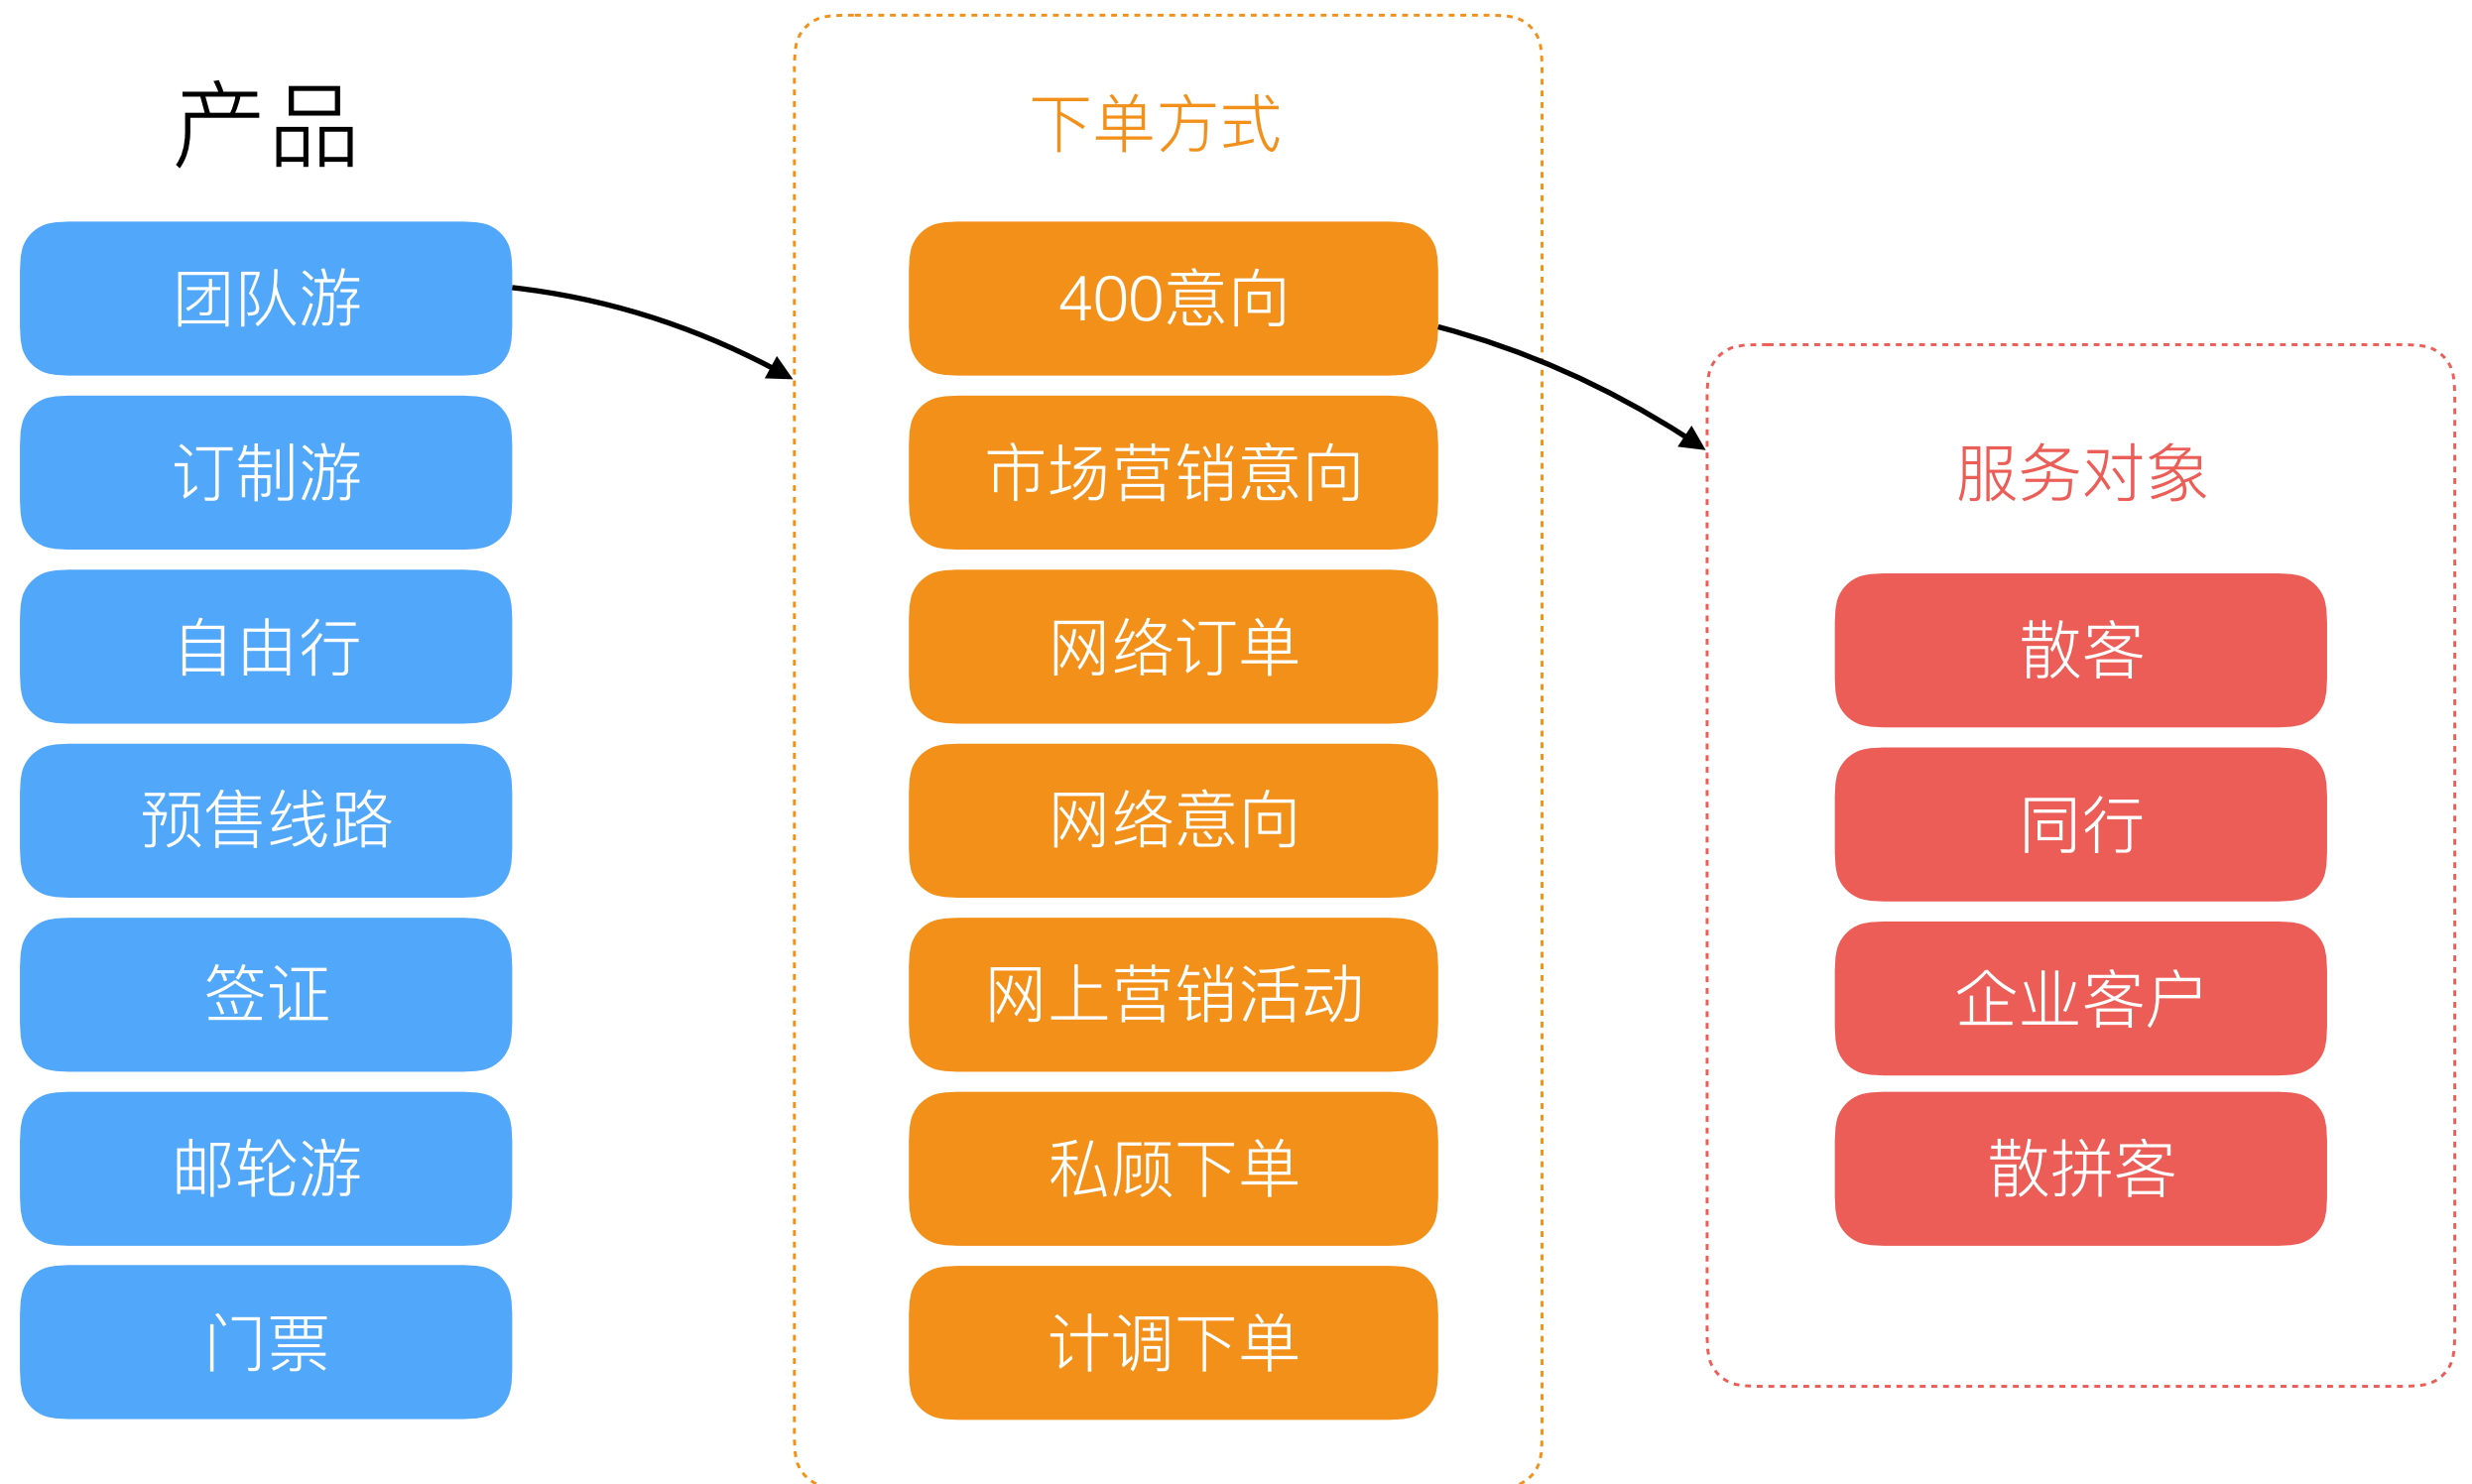 产品
团队游
订制游
自由行
预售线路
签证
邮轮游
门票
下单方式
400意向
市场营销意向
网络订单
网络意向
网上营销活动
私顾下单
计调下单
服务对象
散客
同行
企业客户
散拼客